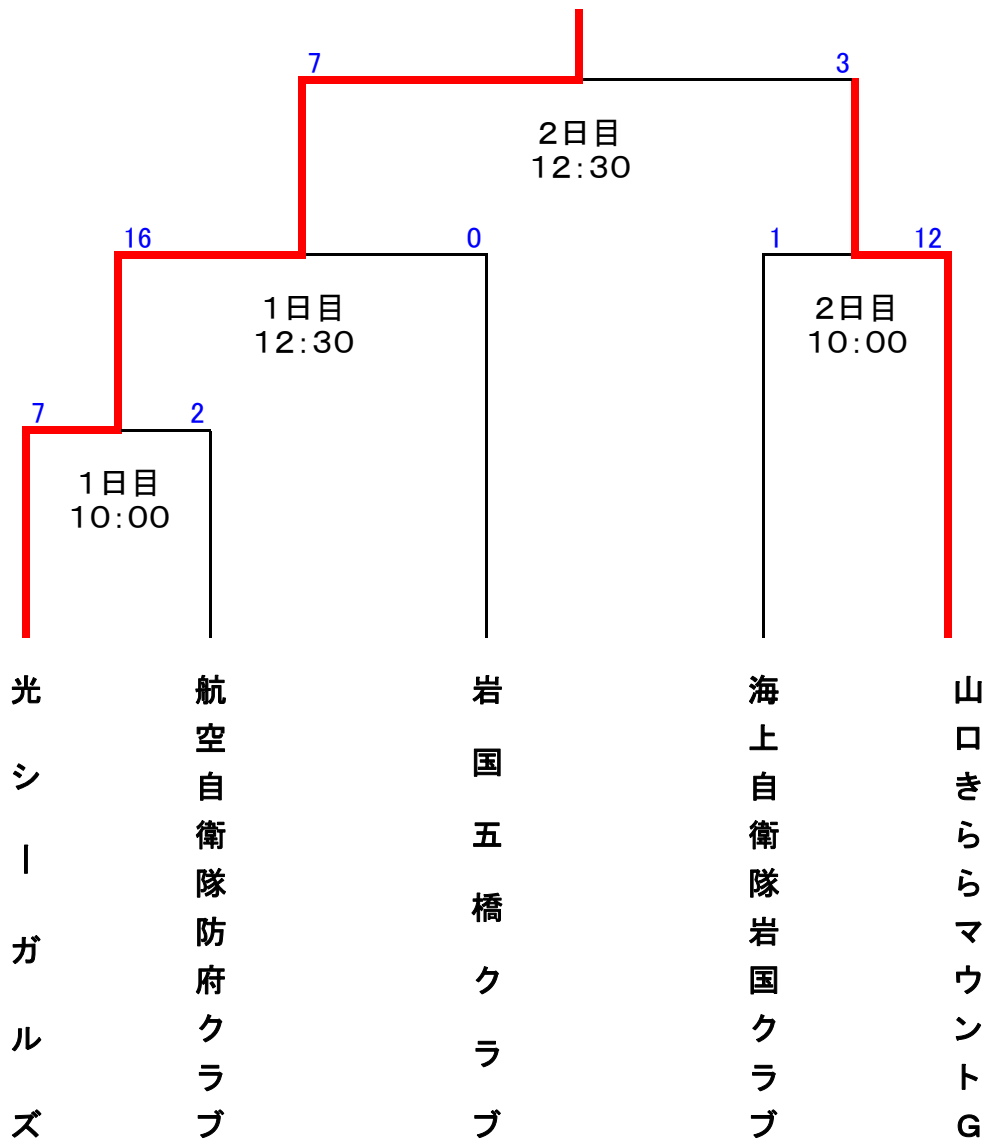 7
3
2日目
12:30
16
0
1
12
1日目
12:30
2日目
10:00
7
2
1日目
10:00
光シーガルズ
航空自衛隊防府クラブ
岩国五橋クラブ
海上自衛隊岩国クラブ
山口きららマウントG